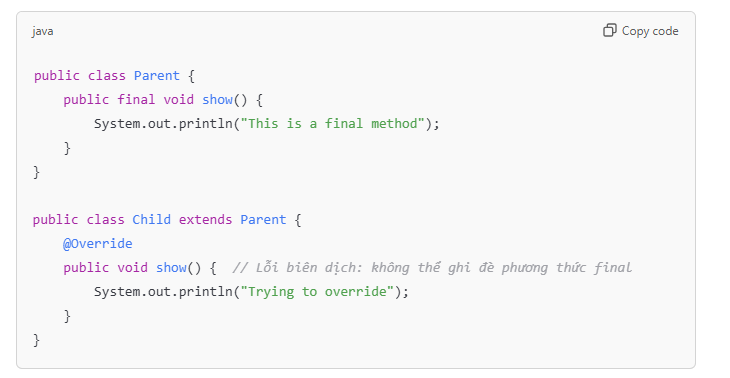 java
Copy code
public class Parent {
    public final void show() {
        System.out.println("This is a final method");
    }
}
public class Child extends Parent {
    @Override
    public void show() {  // Lỗi biên dịch: không thể ghi đè phương thức final
        System.out.println("Trying to override");
    }
}